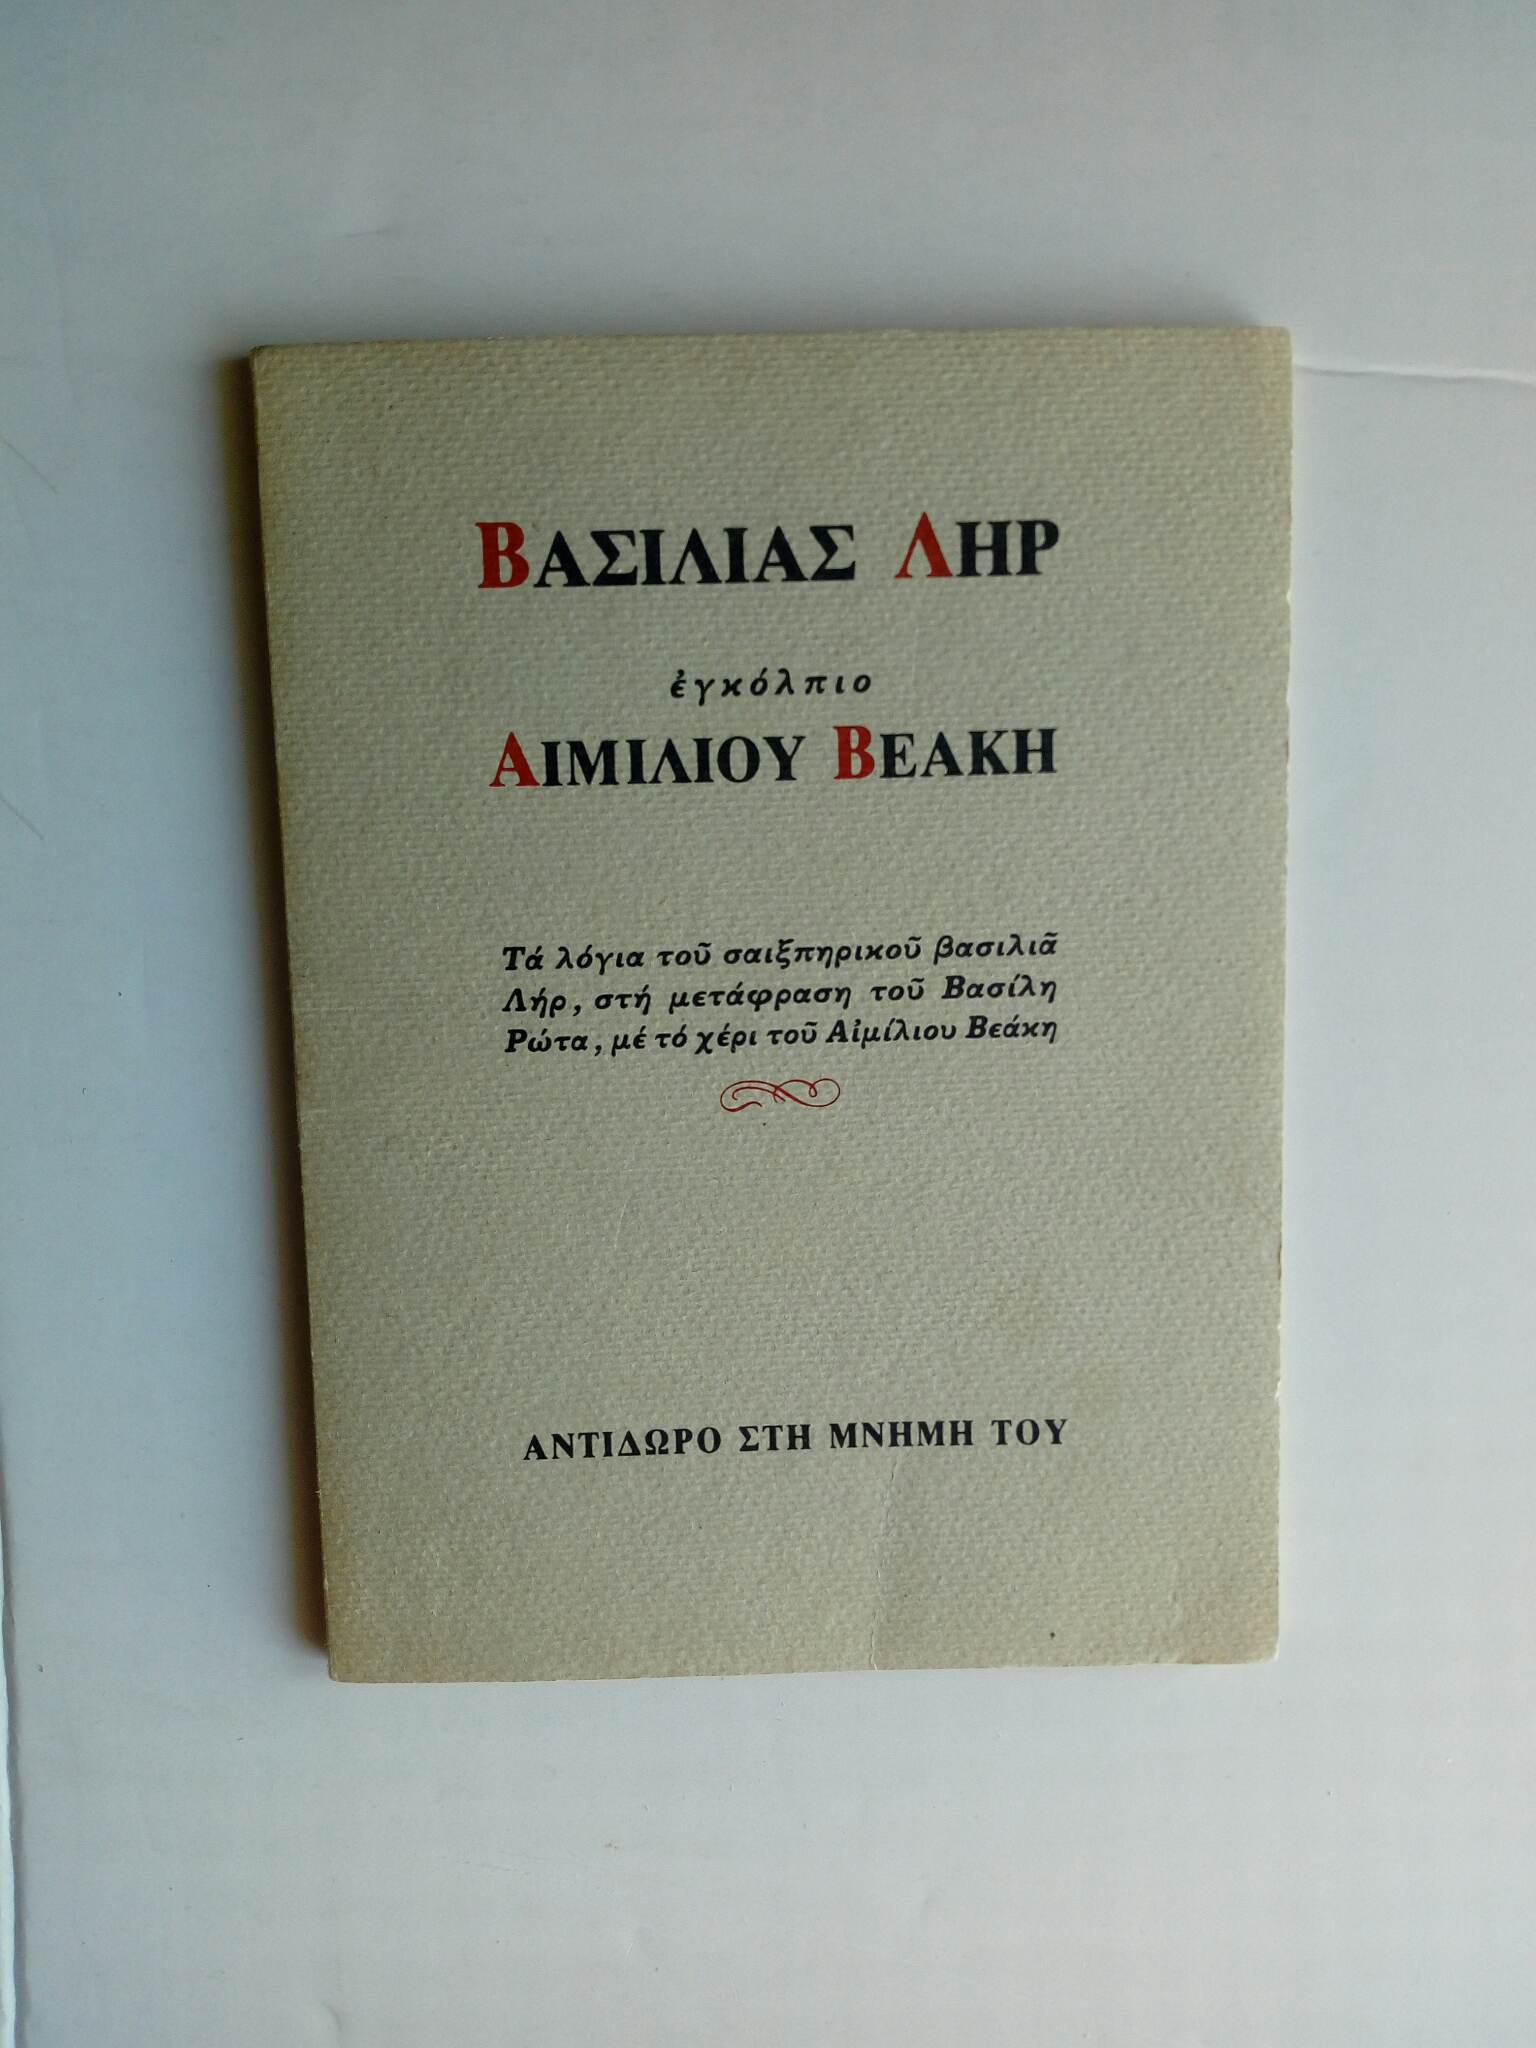 ΒΑΣΙΛΙΑΣ ΛΗΡ
ἐγκόλπιο
ΑΙΜΙΛΙΟΥ ΒΕΑΚΗ
Τά λόγια τοῦ σαιξπηρικοῦ βασιλιᾶ
Λήρ, στή μετάφραση τοῦ Βασίλη
Ρώτα, μέ τό χέρι τοῦ Αἰμίλιου Βεάκη
ΑΝΤΙΔΩΡΟ ΣΤΗ ΜΝΗΜΗ ΤΟΥ